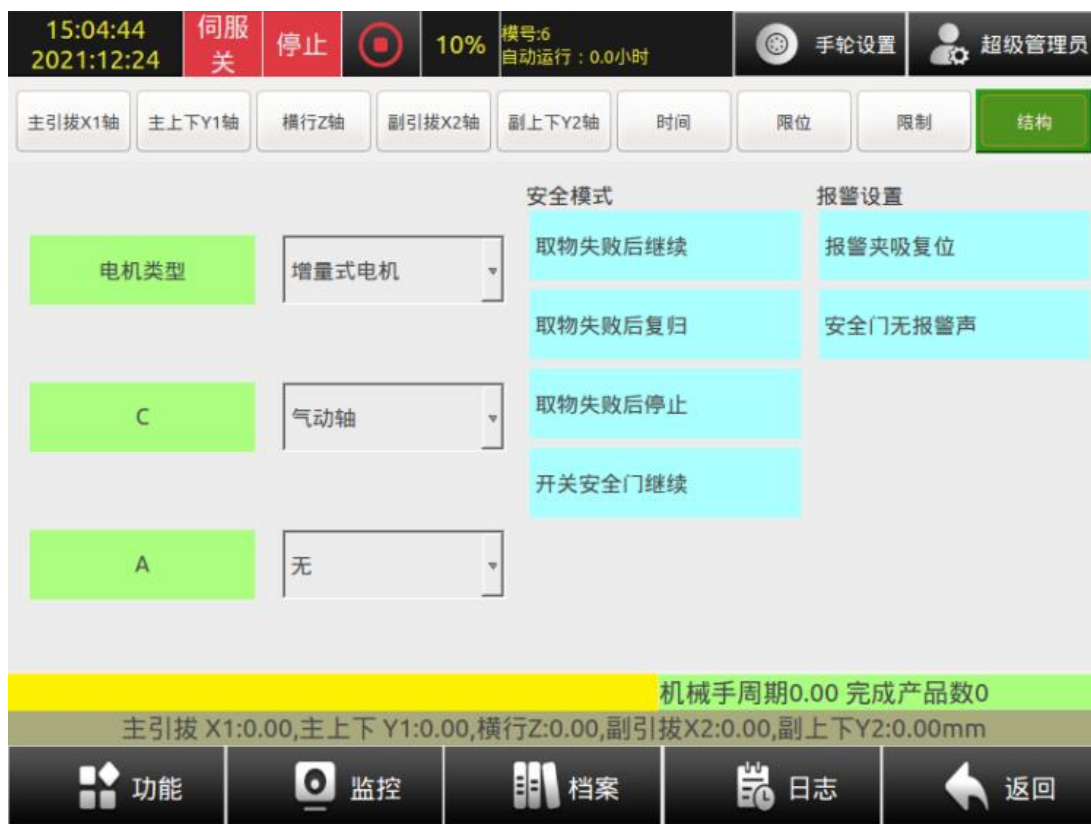 15:04:44
2021:12:24
伺服
关
停止
10%
模号:6
自动运行：0.0小时
手轮设置
超级管理员
主引拔X1轴
主上下Y1轴
横行Z轴
副引拔X2轴
副上下Y2轴
时间
限位
限制
结构
安全模式
报警设置
电机类型
增量式电机
取物失败后继续
报警夹吸复位
取物失败后复归
安全门无报警声
C
气动轴
取物失败后停止
开关安全门继续
A
无
机械手周期0.00 完成产品数0
主引拔 X1:0.00,主上下 Y1:0.00,横行Z:0.00,副引拔X2:0.00,副上下Y2:0.00mm
功能
监控
档案
日志
返回